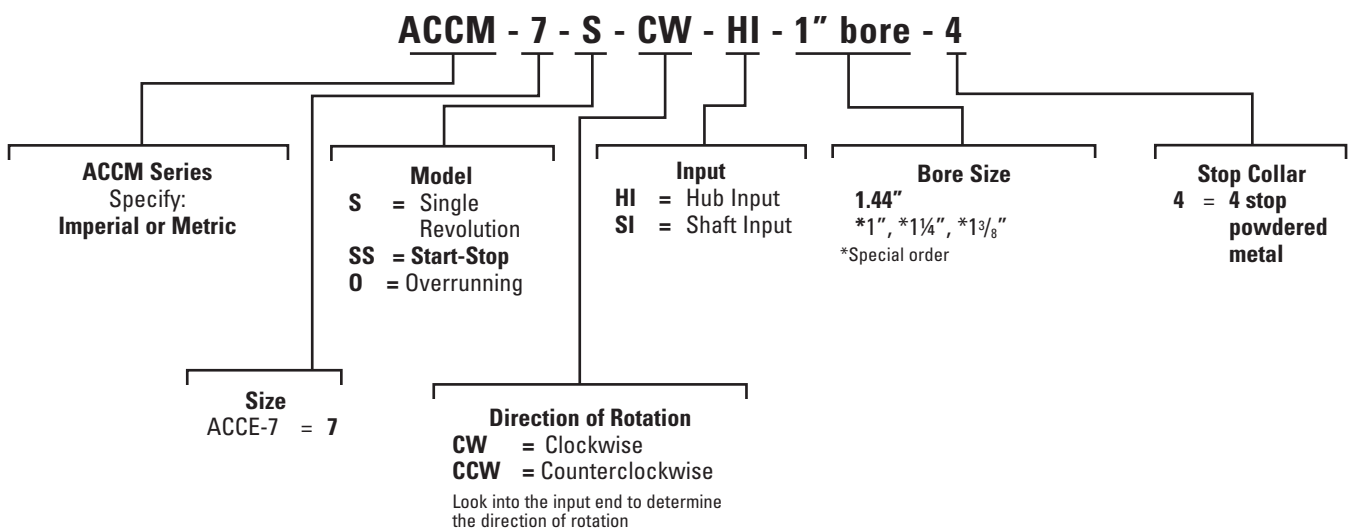 ACCM - 7 - S - CW - HI - 1” bore - 4
ACCM Series
Specify:
Imperial or Metric
Model
S = Single
Revolution
SS = Start-Stop
O = Overrunning
Input
HI = Hub Input
SI = Shaft Input
Bore Size
1.44”
*1”, *1¼”, *1³/₈”
*Special order
Stop Collar
4 = 4 stop
powdered
metal
Size
ACCE-7 = 7
Direction of Rotation
CW = Clockwise
CCW = Counterclockwise
Look into the input end to determine
the direction of rotation